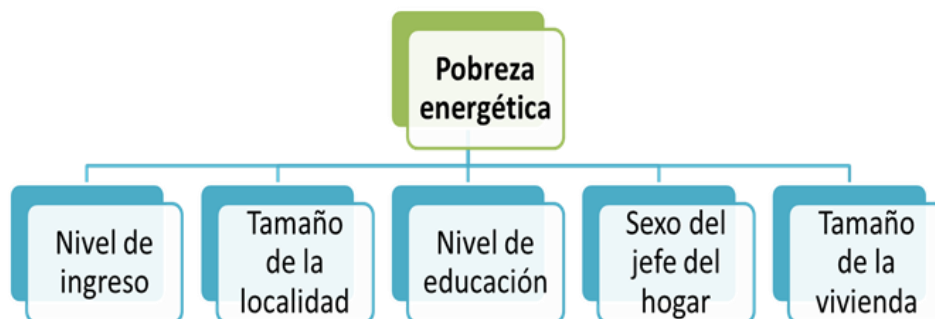 Pobreza
energética
Nivel de
ingreso
Tamaño
de la
localidad
Nivel de
educación
Sexo del
jefe del
hogar
Tamaño
de la
vivienda